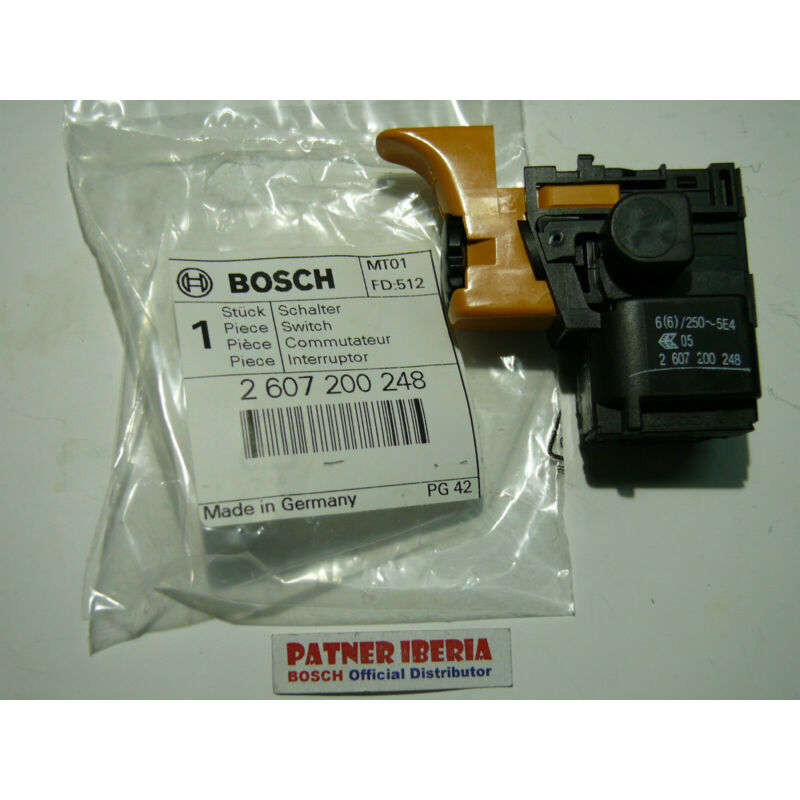 BOSCH
MT01
FD:512
1
Stück Schalter
Piece Switch
Pièce Commutateur
Piece Interruptor
2 607 200 248
Made in Germany
PG 42
6(6)/250~5E4
05
2 607 200 248
PATNER IBERIA
BOSCH Official Distributor